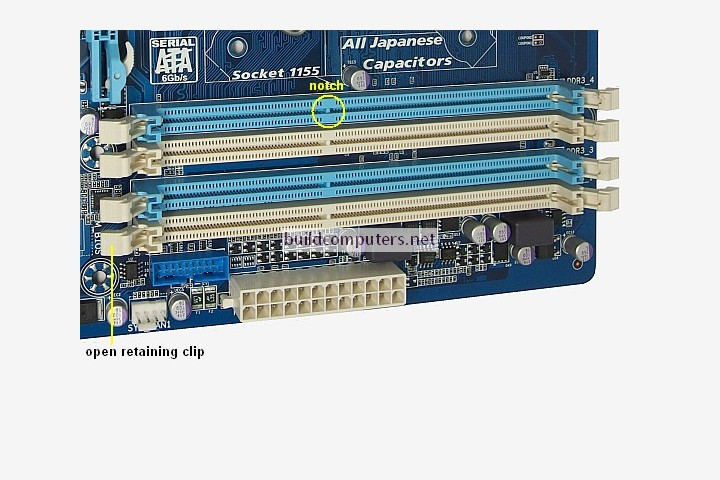 SERIAL
ATA
6Gb/s
Socket 1155
All Japanese
Capacitors
notch
DDR3_4
DDR3_3
buildcomputers.net
open retaining clip